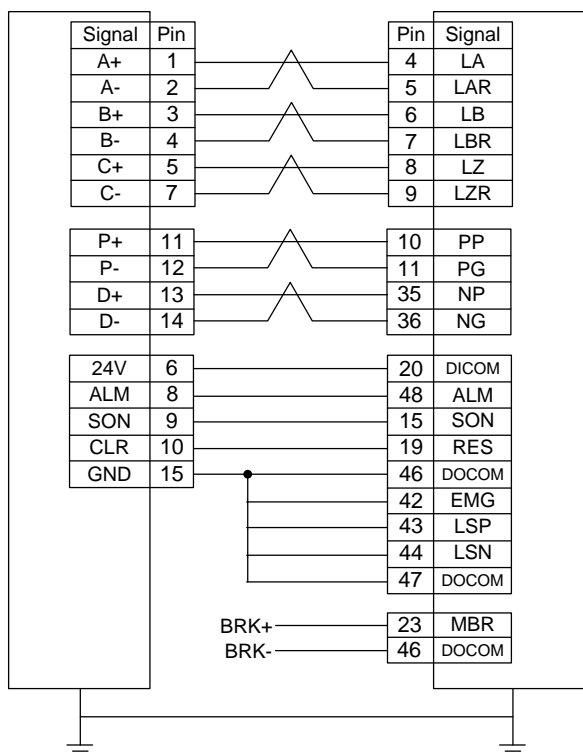 Signal Pin Pin Signal
A+ 1 4 LA
A- 2 5 LAR
B+ 3 6 LB
B- 4 7 LBR
C+ 5 8 LZ
C- 7 9 LZR
P+ 11 10 PP
P- 12 11 PG
D+ 13 35 NP
D- 14 36 NG
24V 6 20 DICOM
ALM 8 48 ALM
SON 9 15 SON
CLR 10 19 RES
GND 15 46 DOCOM
42 EMG
43 LSP
44 LSN
47 DOCOM
BRK+ 23 MBR
BRK- 46 DOCOM